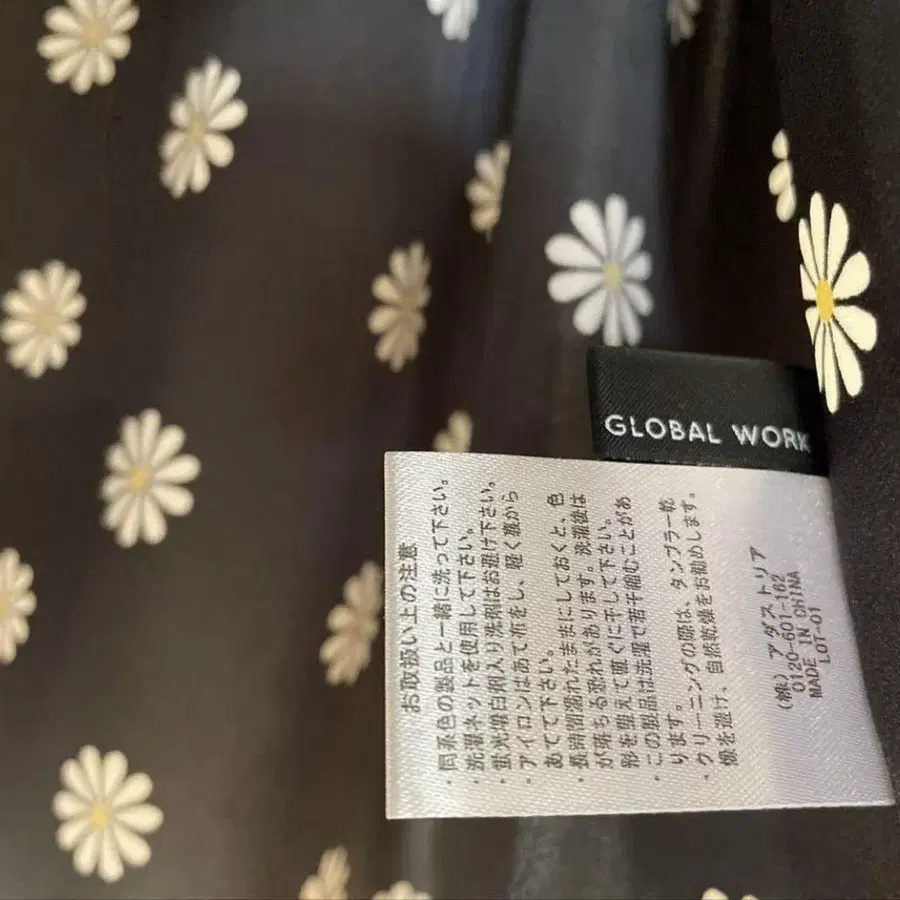 GLOBAL WORK
お取扱い上の注意
・同系色の製品と一緒に洗って下さい。
・洗濯ネットを使用して下さい。
・蛍光増白剤入り洗剤はお避け下さい。
・アイロンはあて布をし、軽く裏から
あてて下さい。
・長時間濡れたままにしておくと、色
が落ちる恐れがあります。洗濯後は
形を整えて直ぐに干して下さい。
・この製品は洗濯で若干縮むことがあ
ります。
・クリーニングの際は、タンブラー乾
燥を避け、自然乾燥をお勧めします。
(株) アダストリア
0120-601-162
MADE IN CHINA
LOT-01